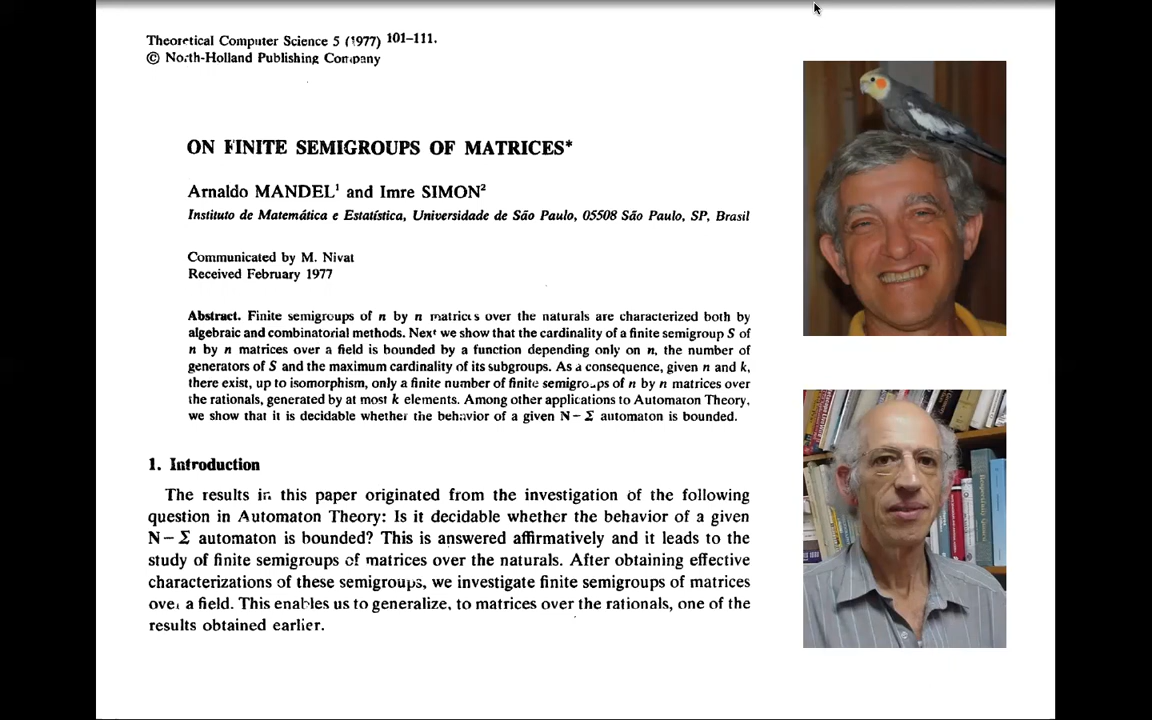 Theoretical Computer Science 5 (1977) 101–111.
© North-Holland Publishing Company
ON FINITE SEMIGROUPS OF MATRICES*
Arnaldo MANDEL¹ and Imre SIMON²
Instituto de Matemática e Estatística, Universidade de São Paulo, 05508 São Paulo, SP, Brasil
Communicated by M. Nivat
Received February 1977
Abstract. Finite semigroups of n by n matrices over the naturals are characterized both by
algebraic and combinatorial methods. Next we show that the cardinality of a finite semigroup S of
n by n matrices over a field is bounded by a function depending only on n, the number of
generators of S and the maximum cardinality of its subgroups. As a consequence, given n and k,
there exist, up to isomorphism, only a finite number of finite semigroups of n by n matrices over
the rationals, generated by at most k elements. Among other applications to Automaton Theory,
we show that it is decidable whether the behavior of a given N – Σ automaton is bounded.
1. Introduction
The results in this paper originated from the investigation of the following
question in Automaton Theory: Is it decidable whether the behavior of a given
N – Σ automaton is bounded? This is answered affirmatively and it leads to the
study of finite semigroups of matrices over the naturals. After obtaining effective
characterizations of these semigroups, we investigate finite semigroups of matrices
over a field. This enables us to generalize, to matrices over the rationals, one of the
results obtained earlier.